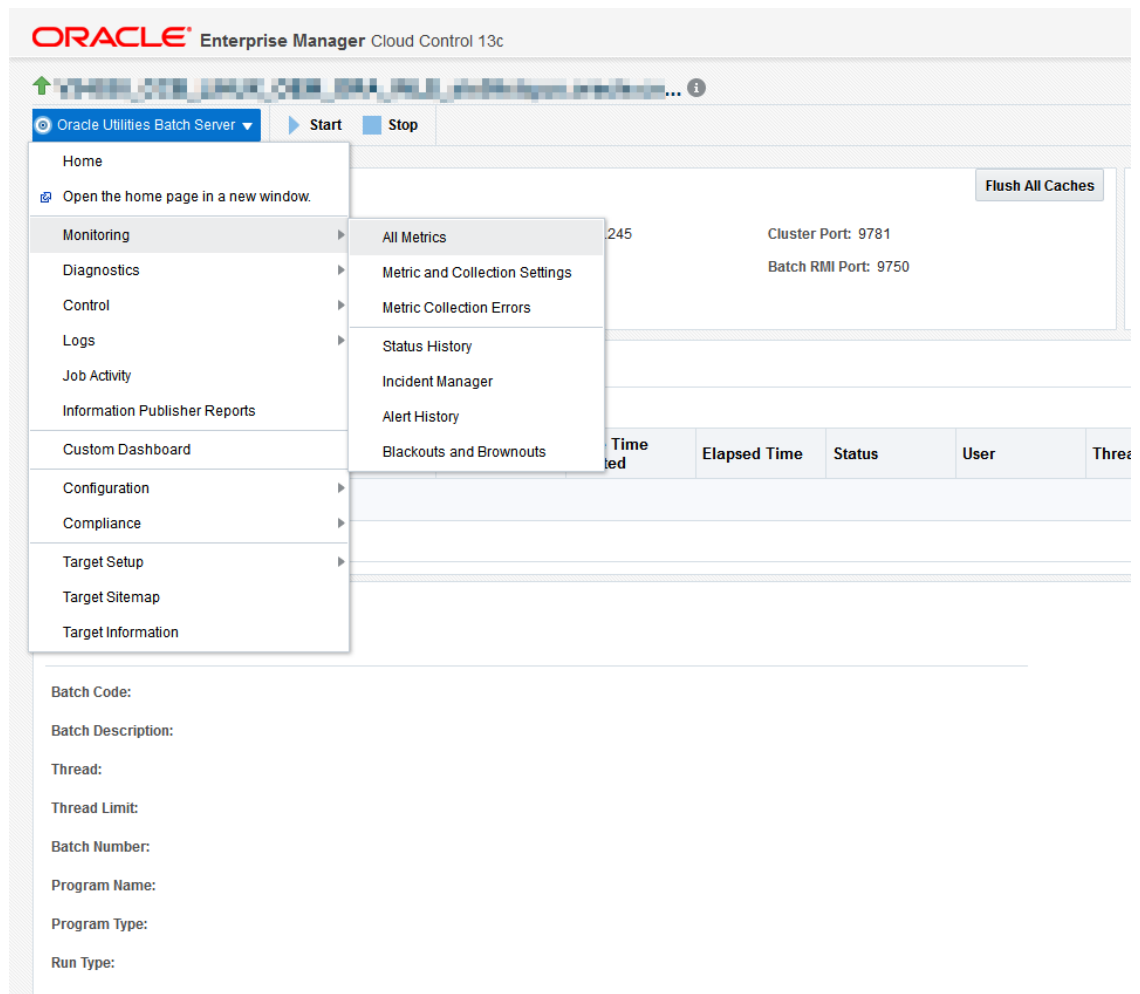 ORACLE® Enterprise Manager Cloud Control 13c
...
Oracle Utilities Batch Server Start Stop
Home
Open the home page in a new window.
Monitoring
Diagnostics
Control
Logs
Job Activity
Information Publisher Reports
Custom Dashboard
Configuration
Compliance
Target Setup
Target Sitemap
Target Information
All Metrics
Metric and Collection Settings
Metric Collection Errors
Status History
Incident Manager
Alert History
Blackouts and Brownouts
Flush All Caches
.245 Cluster Port: 9781
Batch RMI Port: 9750
Time
Elapsed Time Status User
Batch Code:
Batch Description:
Thread:
Thread Limit:
Batch Number:
Program Name:
Program Type:
Run Type: